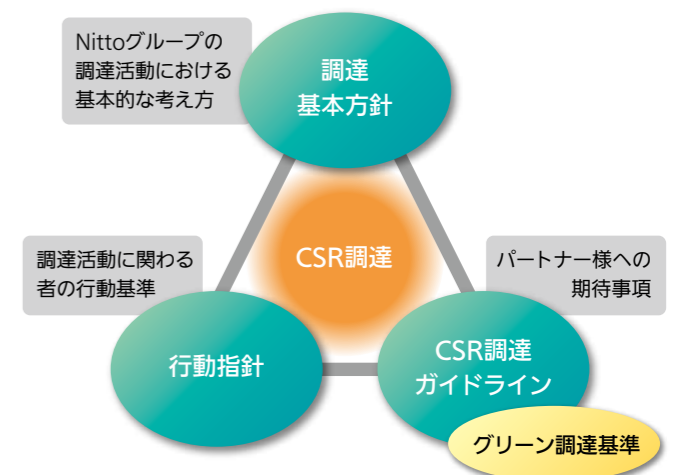 Nittoグループの
調達活動における
基本的な考え方
調達
基本方針
CSR調達
調達活動に関わる
者の行動基準
パートナー様への
期待事項
行動指針
CSR調達
ガイドライン
グリーン調達基準